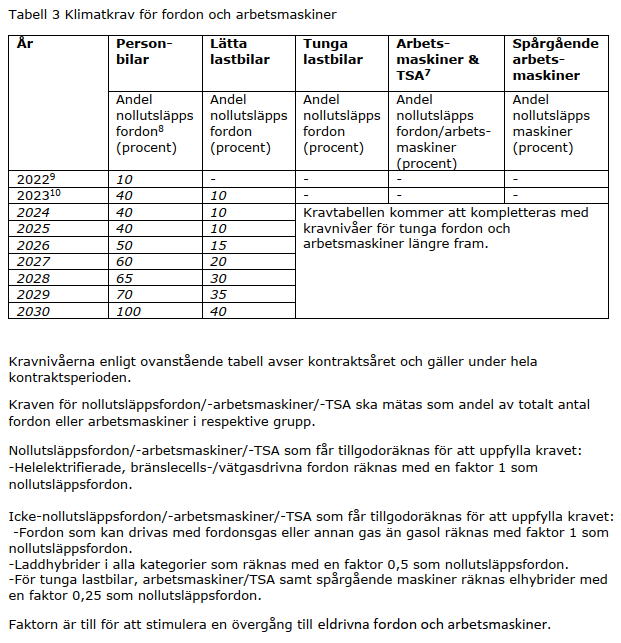 Tabell 3 Klimatkrav för fordon och arbetsmaskiner
År Person- Lätta Tunga Arbets- Spårgående
bilar lastbilar lastbilar maskiner & arbets-
TSA7 maskiner
Andel Andel Andel Andel Andel
nollutsläpps nollutsläpps nollutsläpps nollutsläpps nollutsläpps
fordon8 fordon fordon fordon/arbets- maskiner
(procent) (procent) (procent) maskiner (procent)
(procent)
20229 10 - - - -
202310 40 10 - - -
2024 40 10 Kravtabellen kommer att kompletteras med
2025 40 10 kravnivåer för tunga fordon och
2026 50 15 arbetsmaskiner längre fram.
2027 60 20
2028 65 30
2029 70 35
2030 100 40
Kravnivåerna enligt ovanstående tabell avser kontraktsåret och gäller under hela
kontraktsperioden.
Kraven för nollutsläppsfordon/-arbetsmaskiner/-TSA ska mätas som andel av totalt antal
fordon eller arbetsmaskiner i respektive grupp.
Nollutsläppsfordon/-arbetsmaskiner/-TSA som får tillgodoräknas för att uppfylla kravet:
-Helelektrifierade, bränslecells-/vätgasdrivna fordon räknas med en faktor 1 som
nollutsläppsfordon.
Icke-nollutsläppsfordon/-arbetsmaskiner/-TSA som får tillgodoräknas för att uppfylla kravet:
-Fordon som kan drivas med fordonsgas eller annan gas än gasol räknas med faktor 1 som
nollutsläppsfordon.
-Laddhybrider i alla kategorier som räknas med en faktor 0,5 som nollutsläppsfordon.
-För tunga lastbilar, arbetsmaskiner/TSA samt spårgående maskiner räknas elhybrider med
en faktor 0,25 som nollutsläppsfordon.
Faktorn är till för att stimulera en övergång till eldrivna fordon och arbetsmaskiner.